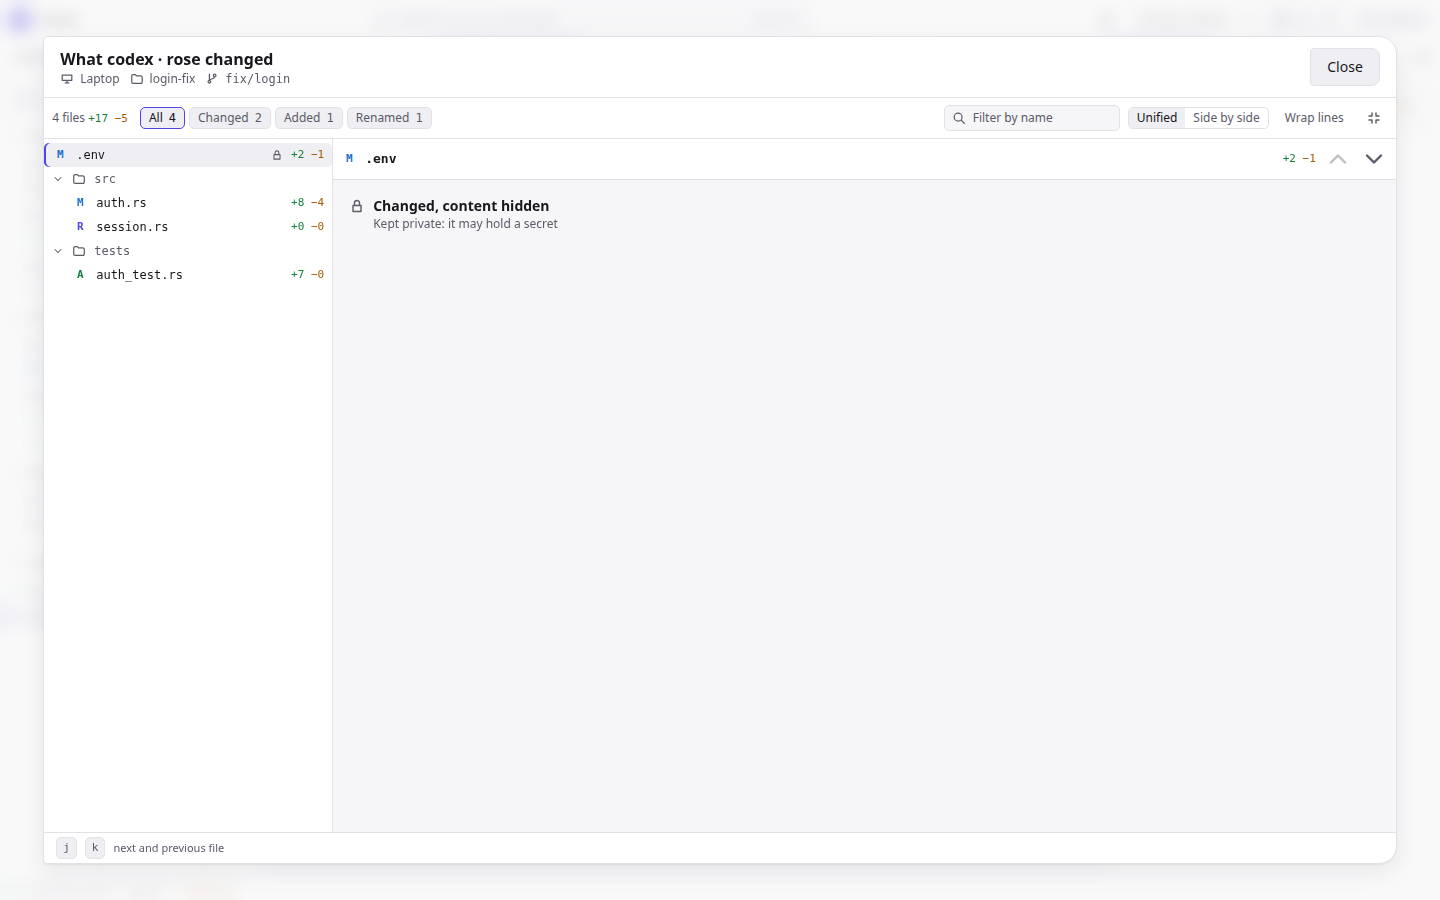 What codex · rose changed
Laptop login-fix fix/login
Close
4 files +17 −5 All 4 Changed 2 Added 1 Renamed 1 Filter by name Unified Side by side Wrap lines
M .env +2 −1
src
M auth.rs +8 −4
R session.rs +0 −0
tests
A auth_test.rs +7 −0
M .env +2 −1
Changed, content hidden
Kept private: it may hold a secret
j k next and previous file